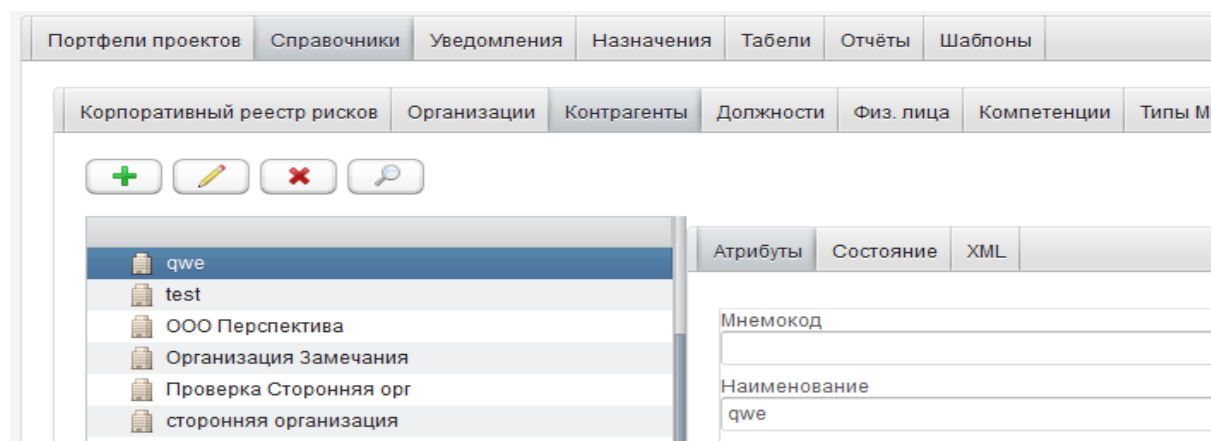 Портфели проектов Справочники Уведомления Назначения Табели Отчёты Шаблоны
Корпоративный реестр рисков Организации Контрагенты Должности Физ. лица Компетенции Типы М
Атрибуты Состояние XML
qwe
test
ООО Перспектива
Организация Замечания
Проверка Сторонняя орг
сторонняя организация
Мнемокод
Наименование
qwe